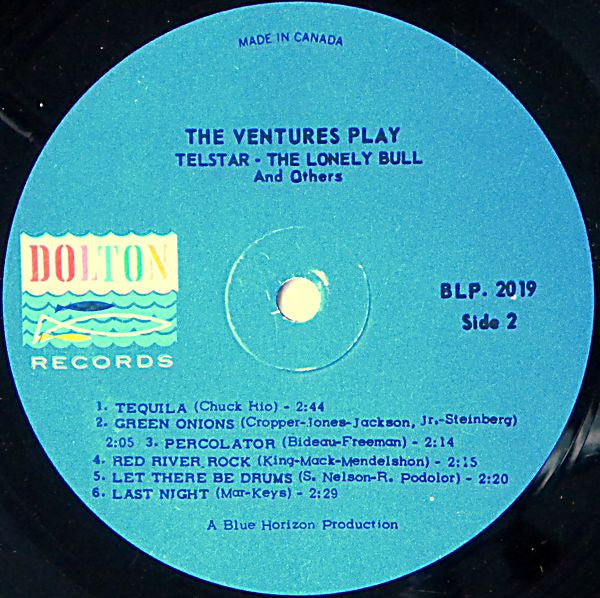 MADE IN CANADA
THE VENTURES PLAY
TELSTAR - THE LONELY BULL
And Others
DOLTON
RECORDS
BLP. 2019
Side 2
1. TEQUILA (Chuck Rio) - 2:44
2. GREEN ONIONS (Cropper-Jones-Jackson, Jr.-Steinberg)
2:05 3. PERCOLATOR (Bideau-Freeman) - 2:14
4. RED RIVER ROCK (King-Mack-Mendelshon) - 2:15
5. LET THERE BE DRUMS (S. Nelson-R. Podolor) - 2:20
6. LAST NIGHT (Mar-Keys) - 2:29
A Blue Horizon Production